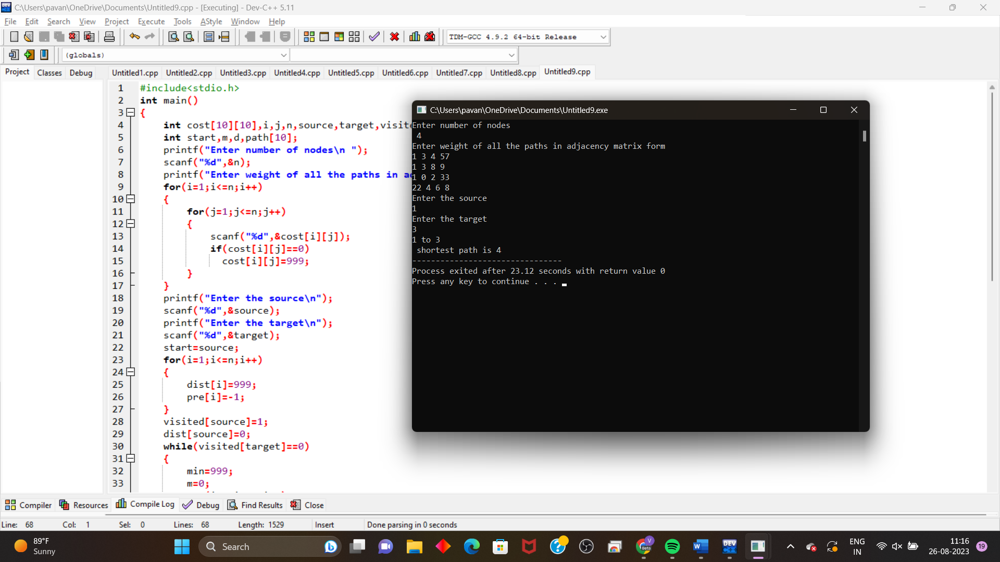 C:\Users\pavan\OneDrive\Documents\Untitled9.cpp - [Executing] - Dev-C++ 5.11
File Edit Search View Project Execute Tools AStyle Window Help
TDM-GCC 4.9.2 64-bit Release
(globals)
Project Classes Debug
Untitled1.cpp Untitled2.cpp Untitled3.cpp Untitled4.cpp Untitled5.cpp Untitled6.cpp Untitled7.cpp Untitled8.cpp Untitled9.cpp
1 #include<stdio.h>
2 int main()
3 {
4 int cost[10][10],i,j,n,source,target,visit
5 int start,m,d,path[10];
6 printf("Enter number of nodes\n ");
7 scanf("%d",&n);
8 printf("Enter weight of all the paths in
9 for(i=1;i<=n;i++)
10 {
11 for(j=1;j<=n;j++)
12 {
13 scanf("%d",&cost[i][j]);
14 if(cost[i][j]==0)
15 cost[i][j]=999;
16 }
17 }
18 printf("Enter the source\n");
19 scanf("%d",&source);
20 printf("Enter the target\n");
21 scanf("%d",&target);
22 start=source;
23 for(i=1;i<=n;i++)
24 {
25 dist[i]=999;
26 pre[i]=-1;
27 }
28 visited[source]=1;
29 dist[source]=0;
30 while(visited[target]==0)
31 {
32 min=999;
33 m=0;
C:\Users\pavan\OneDrive\Documents\Untitled9.exe
Enter number of nodes
4
Enter weight of all the paths in adjacency matrix form
1 3 4 57
1 3 8 9
1 0 2 33
22 4 6 8
Enter the source
1
Enter the target
3
1 to 3
shortest path is 4
--------------------------------
Process exited after 23.12 seconds with return value 0
Press any key to continue . . .
Compiler Resources Compile Log Debug Find Results Close
Line: 68 Col: 1 Sel: 0 Lines: 68 Length: 1529 Insert Done parsing in 0 seconds
89°F
Sunny
Search
V
Beta
DEV
C++
ENG
IN
11:16
26-08-2023
19